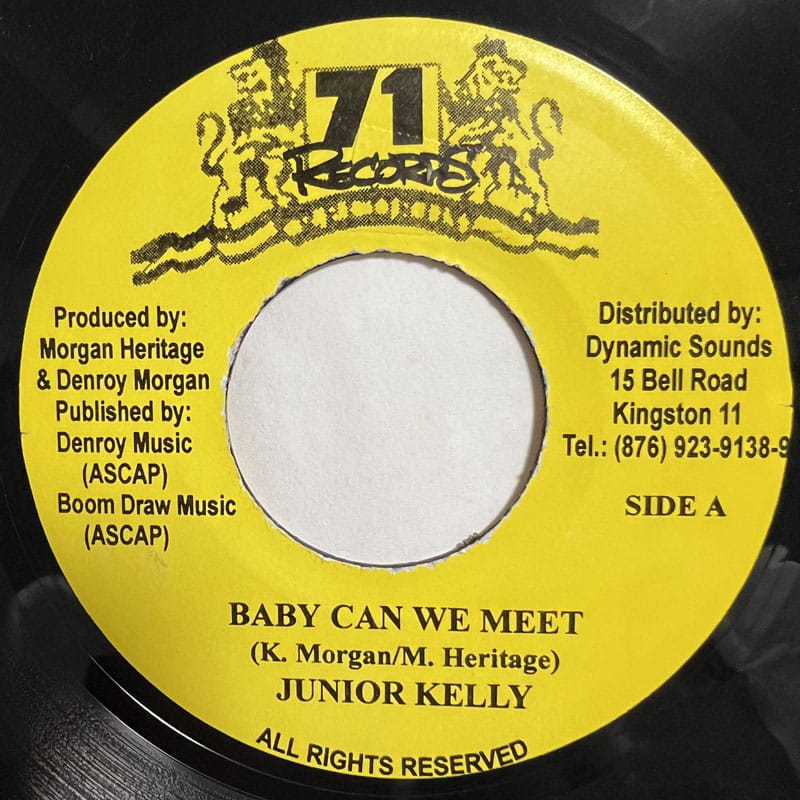 71
RECORDS
Produced by:
Morgan Heritage
& Denroy Morgan
Published by:
Denroy Music
(ASCAP)
Boom Draw Music
(ASCAP)
Distributed by:
Dynamic Sounds
15 Bell Road
Kingston 11
Tel.: (876) 923-9138-9
SIDE A
BABY CAN WE MEET
(K. Morgan/M. Heritage)
JUNIOR KELLY
ALL RIGHTS RESERVED